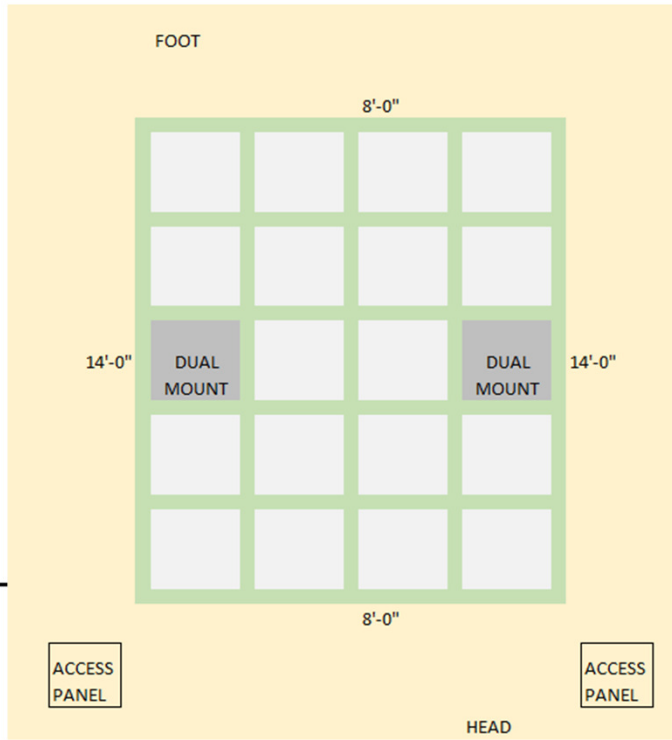 FOOT
8'-0"
14'-0"
DUAL
MOUNT
DUAL
MOUNT
14'-0"
8'-0"
ACCESS
PANEL
ACCESS
PANEL
HEAD